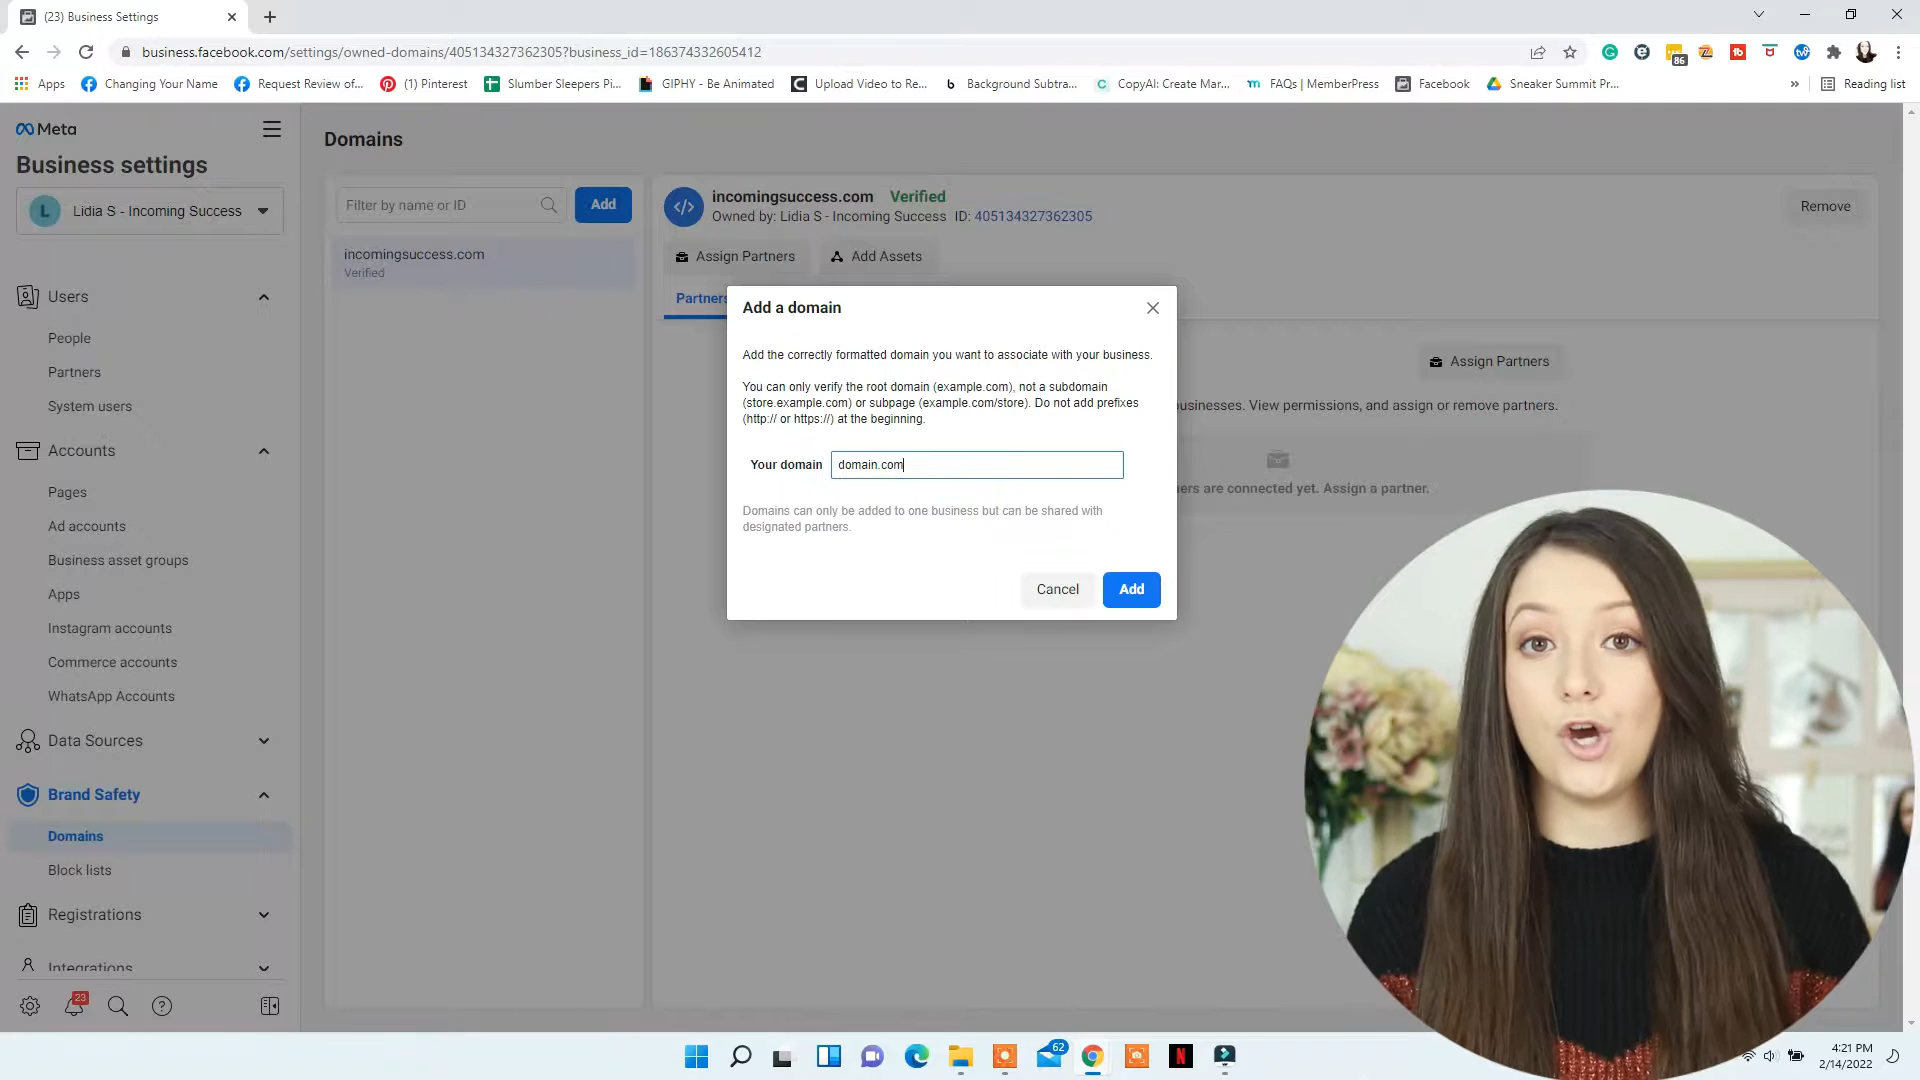 (23) Business Settings
business.facebook.com/settings/owned-domains/405134327362305?business_id=186374332605412
86
Apps
Changing Your Name
Request Review of...
(1) Pinterest
Slumber Sleepers Pi...
GIPHY - Be Animated
Upload Video to Re...
Background Subtra...
CopyAI: Create Mar...
FAQs | MemberPress
Facebook
Sneaker Summit Pr...
»
Reading list
Meta
Business settings
L
Lidia S - Incoming Success
Users
People
Partners
System users
Accounts
Pages
Ad accounts
Business asset groups
Apps
Instagram accounts
Commerce accounts
WhatsApp Accounts
Data Sources
Brand Safety
Domains
Block lists
Registrations
Integrations
23
Domains
Filter by name or ID
Add
incomingsuccess.com
Verified
incomingsuccess.com Verified
Owned by: Lidia S - Incoming Success ID: 405134327362305
Remove
Assign Partners
Add Assets
Partners
Assign Partners
usinesses. View permissions, and assign or remove partners.
ers are connected yet. Assign a partner.
Add a domain
Add the correctly formatted domain you want to associate with your business.
You can only verify the root domain (example.com), not a subdomain
(store.example.com) or subpage (example.com/store). Do not add prefixes
(http:// or https://) at the beginning.
Your domain
domain.com
Domains can only be added to one business but can be shared with
designated partners.
Cancel
Add
62
N
4:21 PM
2/14/2022